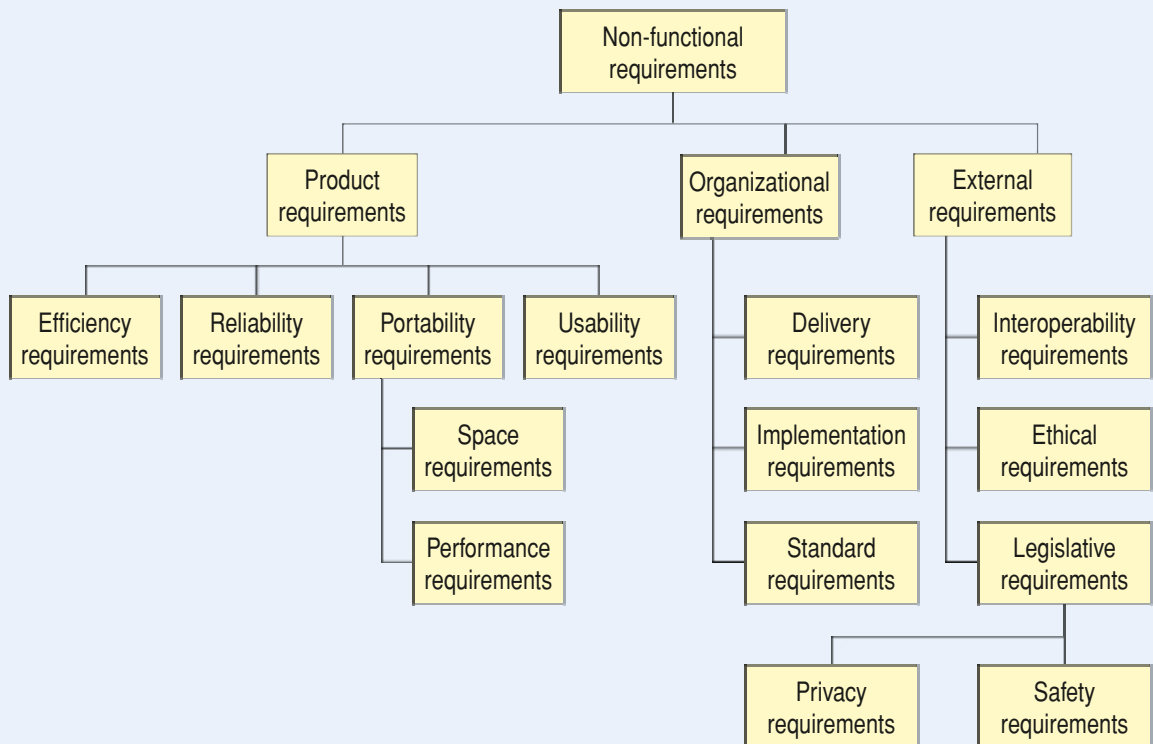 Non-functional
requirements
Product
requirements
Organizational
requirements
External
requirements
Efficiency
requirements
Reliability
requirements
Portability
requirements
Usability
requirements
Delivery
requirements
Interoperability
requirements
Space
requirements
Implementation
requirements
Ethical
requirements
Performance
requirements
Standard
requirements
Legislative
requirements
Privacy
requirements
Safety
requirements